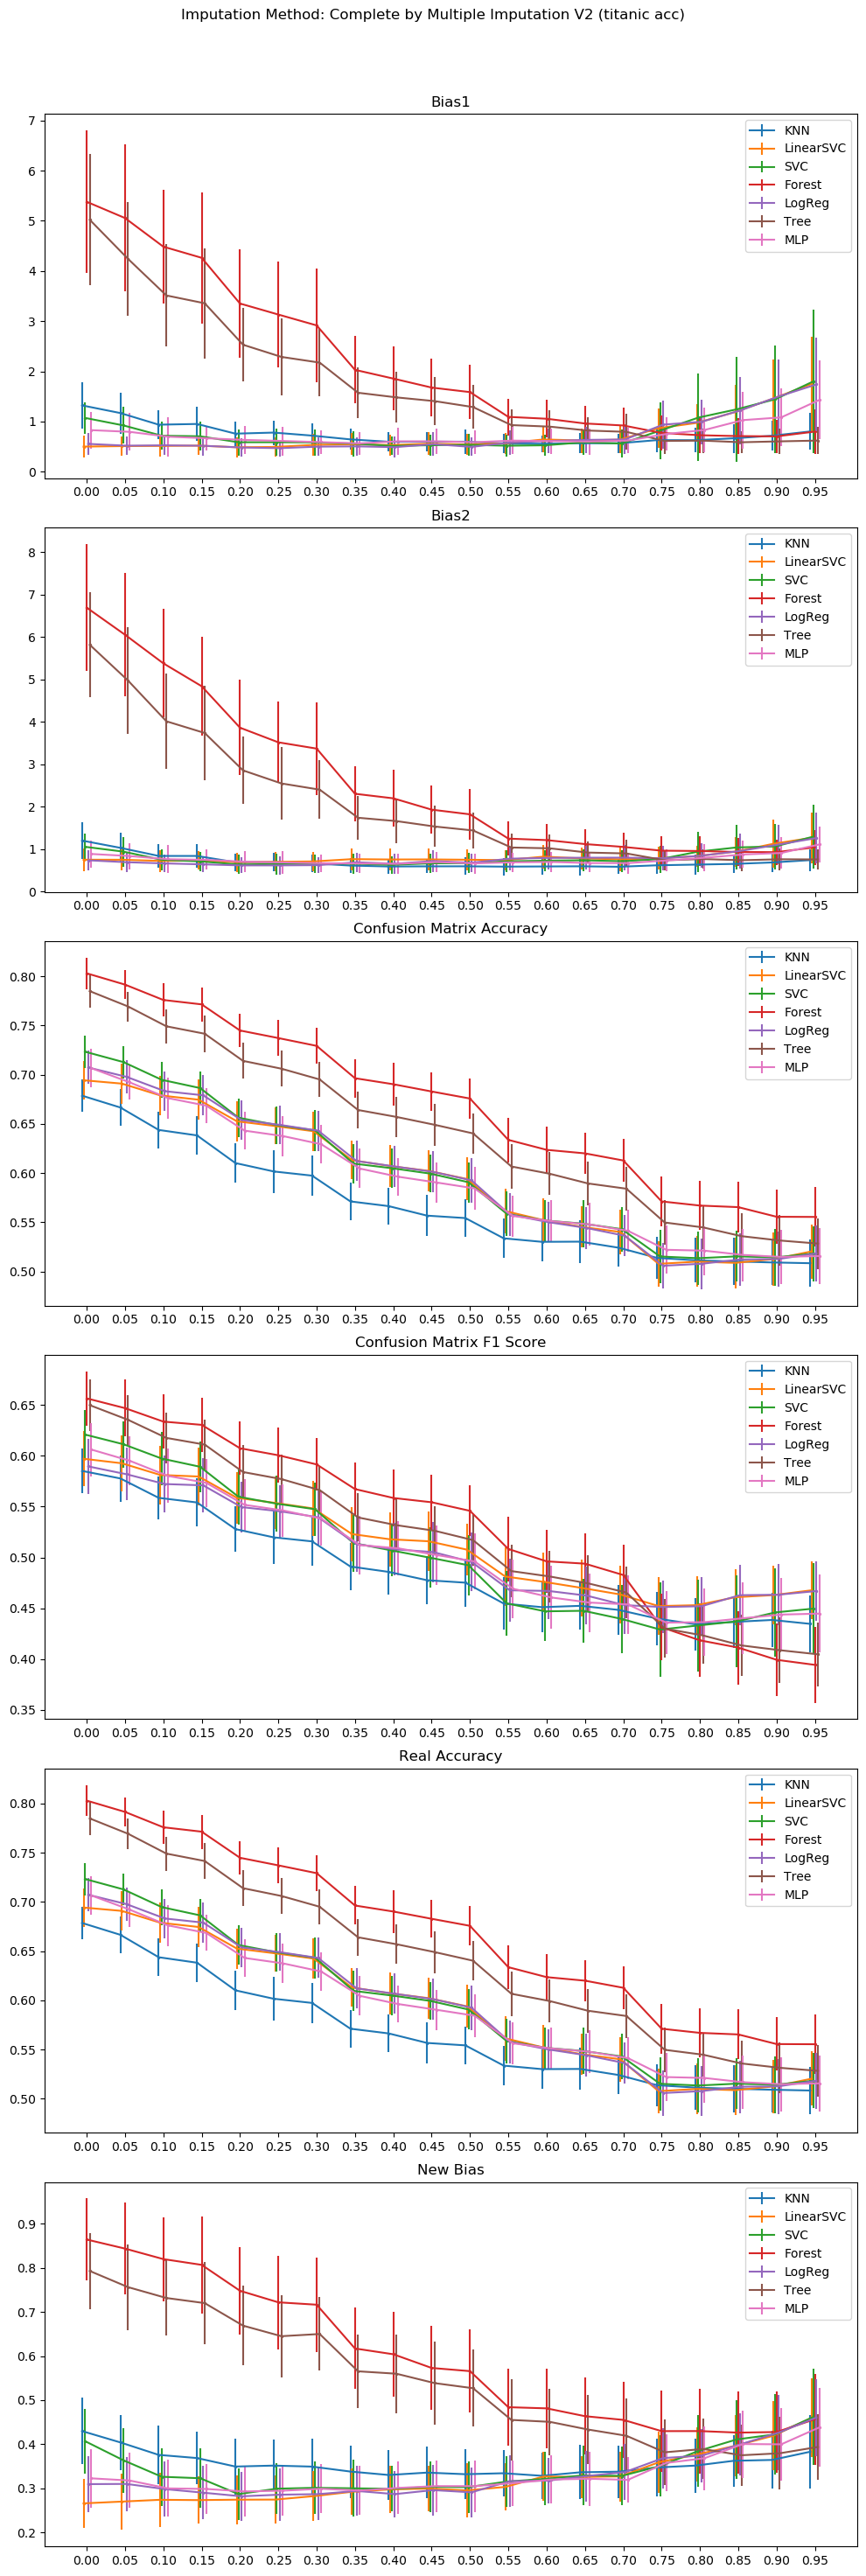 Imputation Method: Complete by Multiple Imputation V2 (titanic acc)
Bias1
7
6
5
4
3
2
1
0
KNN
LinearSVC
SVC
Forest
LogReg
Tree
MLP
0.00 0.05 0.10 0.15 0.20 0.25 0.30 0.35 0.40 0.45 0.50 0.55 0.60 0.65 0.70 0.75 0.80 0.85 0.90 0.95
Bias2
8
7
6
5
4
3
2
1
0
KNN
LinearSVC
SVC
Forest
LogReg
Tree
MLP
0.00 0.05 0.10 0.15 0.20 0.25 0.30 0.35 0.40 0.45 0.50 0.55 0.60 0.65 0.70 0.75 0.80 0.85 0.90 0.95
Confusion Matrix Accuracy
0.80
0.75
0.70
0.65
0.60
0.55
0.50
KNN
LinearSVC
SVC
Forest
LogReg
Tree
MLP
0.00 0.05 0.10 0.15 0.20 0.25 0.30 0.35 0.40 0.45 0.50 0.55 0.60 0.65 0.70 0.75 0.80 0.85 0.90 0.95
Confusion Matrix F1 Score
0.65
0.60
0.55
0.50
0.45
0.40
0.35
KNN
LinearSVC
SVC
Forest
LogReg
Tree
MLP
0.00 0.05 0.10 0.15 0.20 0.25 0.30 0.35 0.40 0.45 0.50 0.55 0.60 0.65 0.70 0.75 0.80 0.85 0.90 0.95
Real Accuracy
0.80
0.75
0.70
0.65
0.60
0.55
0.50
KNN
LinearSVC
SVC
Forest
LogReg
Tree
MLP
0.00 0.05 0.10 0.15 0.20 0.25 0.30 0.35 0.40 0.45 0.50 0.55 0.60 0.65 0.70 0.75 0.80 0.85 0.90 0.95
New Bias
0.9
0.8
0.7
0.6
0.5
0.4
0.3
0.2
KNN
LinearSVC
SVC
Forest
LogReg
Tree
MLP
0.00 0.05 0.10 0.15 0.20 0.25 0.30 0.35 0.40 0.45 0.50 0.55 0.60 0.65 0.70 0.75 0.80 0.85 0.90 0.95